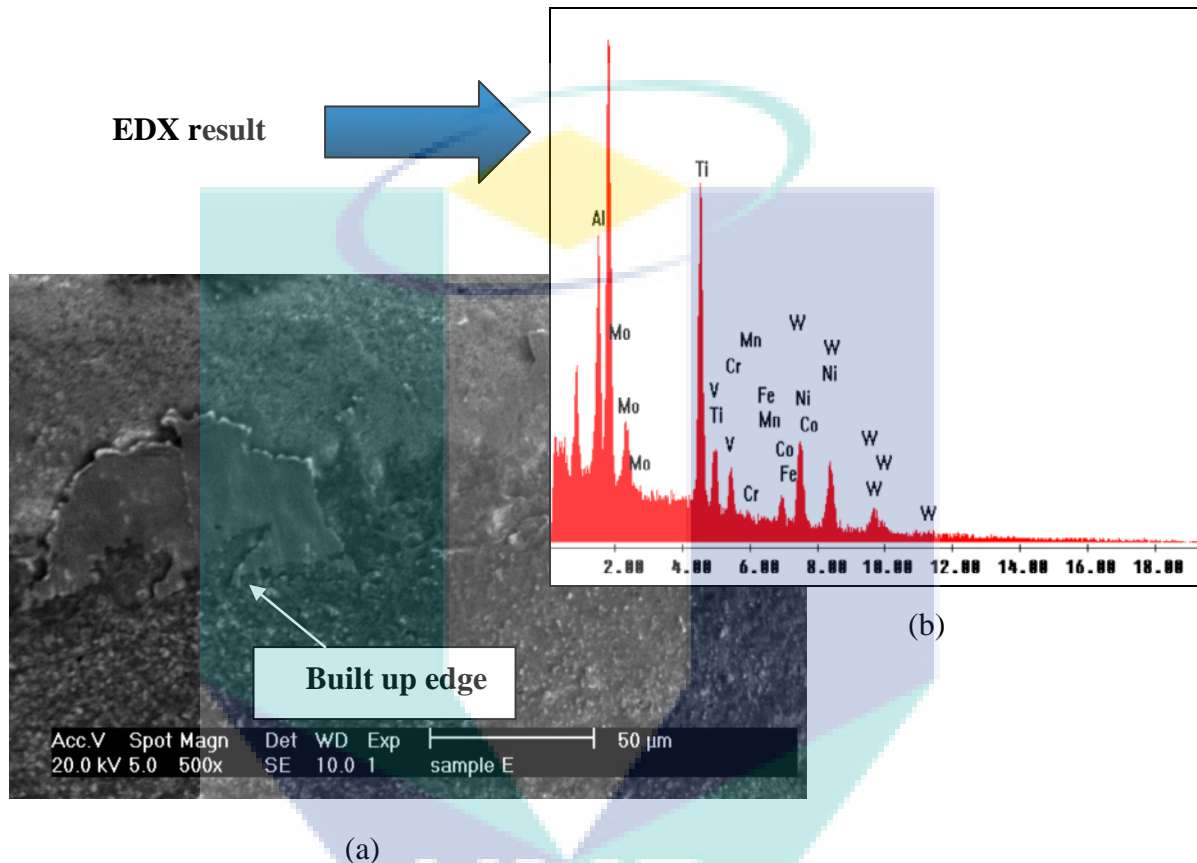 EDX result
Ti
Al
Mo
Mo
Mo
V
Ti
V
Cr
Mn
Cr
Fe
Mn
Co
Fe
W
Ni
Co
W
Ni
W
W
W
W
2.00 4.00 6.00 8.00 10.00 12.00 14.00 16.00 18.00
(b)
Built up edge
Acc.V Spot Magn Det WD Exp 50 µm
20.0 kV 5.0 500x SE 10.0 1 sample E
(a)